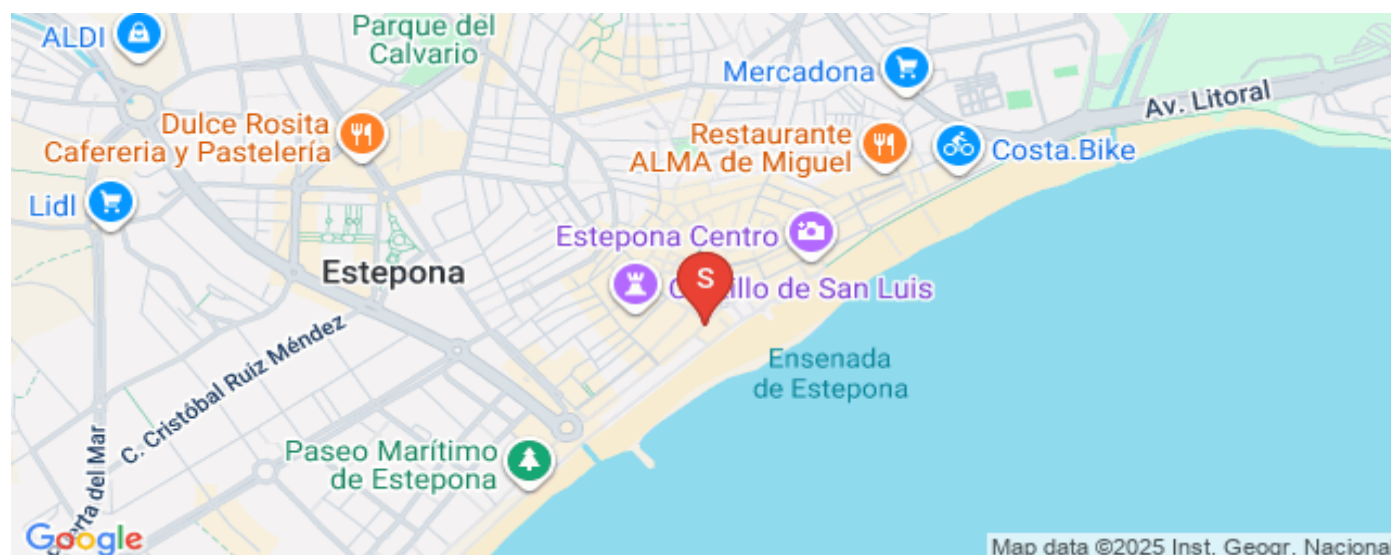 ALDI
Parque del
Calvario
Mercadona
Av. Litoral
Dulce Rosita
Cafereria y Pastelería
Restaurante
ALMA de Miguel
Costa.Bike
Lidl
Estepona Centro
Estepona
S
illo de San Luis
C. Cristóbal Ruiz Méndez
Ensenada
de Estepona
Paseo Marítimo
de Estepona
erta del Mar
Google
Map data ©2025 Inst. Geogr. Nacional